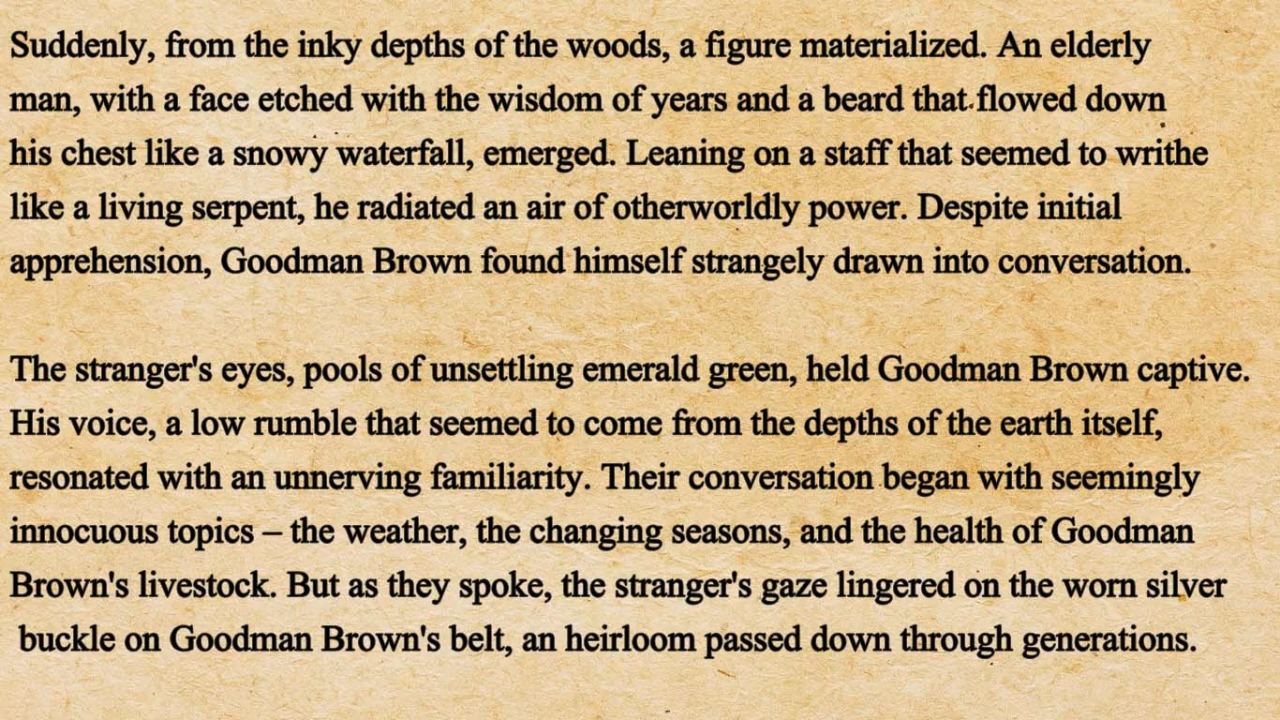 Suddenly, from the inky depths of the woods, a figure materialized. An elderly
man, with a face etched with the wisdom of years and a beard that flowed down
his chest like a snowy waterfall, emerged. Leaning on a staff that seemed to writhe
like a living serpent, he radiated an air of otherworldly power. Despite initial
apprehension, Goodman Brown found himself strangely drawn into conversation.
The stranger's eyes, pools of unsettling emerald green, held Goodman Brown captive.
His voice, a low rumble that seemed to come from the depths of the earth itself,
resonated with an unnerving familiarity. Their conversation began with seemingly
innocuous topics – the weather, the changing seasons, and the health of Goodman
Brown's livestock. But as they spoke, the stranger's gaze lingered on the worn silver
buckle on Goodman Brown's belt, an heirloom passed down through generations.